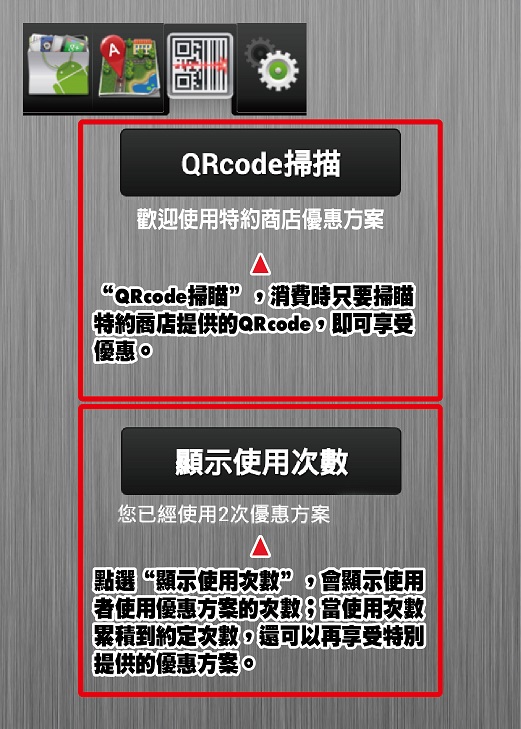 A
QRcode掃描
歡迎使用特約商店優惠方案
“QRcode掃瞄”，消費時只要掃瞄
特約商店提供的QRcode，即可享受
優惠。
顯示使用次數
您已經使用2次優惠方案
點選“顯示使用次數”，會顯示使用
者使用優惠方案的次數；當使用次數
累積到約定次數，還可以再享受特別
提供的優惠方案。